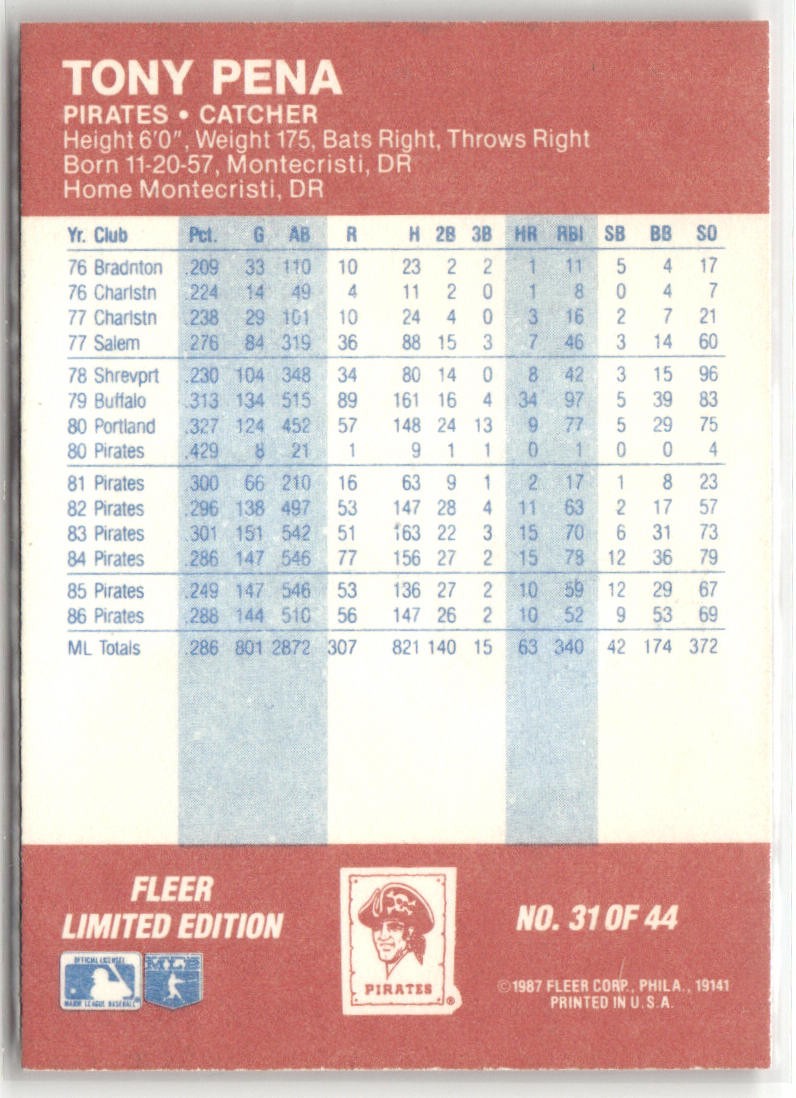 TONY PENA
PIRATES • CATCHER
Height 6'0", Weight 175, Bats Right, Throws Right
Born 11-20-57, Montecristi, DR
Home Montecristi, DR
Yr. Club Pct. G AB R H 2B 3B HR RBI SB BB SO
76 Bradnton .209 33 110 10 23 2 2 1 11 5 4 17
76 Charlstn .224 14 49 4 11 2 0 1 8 0 4 7
77 Charlstn .238 29 101 10 24 4 0 3 16 2 7 21
77 Salem .276 84 319 36 88 15 3 7 46 3 14 60
78 Shrevprt .230 104 348 34 80 14 0 8 42 3 15 96
79 Buffalo .313 134 515 89 161 16 4 34 97 5 39 83
80 Portland .327 124 452 57 148 24 13 9 77 5 29 75
80 Pirates .429 8 21 1 9 1 1 0 1 0 0 4
81 Pirates .300 66 210 16 63 9 1 2 17 1 8 23
82 Pirates .296 138 497 53 147 28 4 11 63 2 17 57
83 Pirates .301 151 542 51 163 22 3 15 70 6 31 73
84 Pirates .286 147 546 77 156 27 2 15 78 12 36 79
85 Pirates .249 147 546 53 136 27 2 10 59 12 29 67
86 Pirates .288 144 510 56 147 26 2 10 52 9 53 69
ML Totals .286 801 2872 307 821 140 15 63 340 42 174 372
FLEER
LIMITED EDITION
NO. 31 OF 44
OFFICIAL LICENSEE
MAJOR LEAGUE BASEBALL
PIRATES ®
©1987 FLEER CORP., PHILA., 19141
PRINTED IN U.S.A.